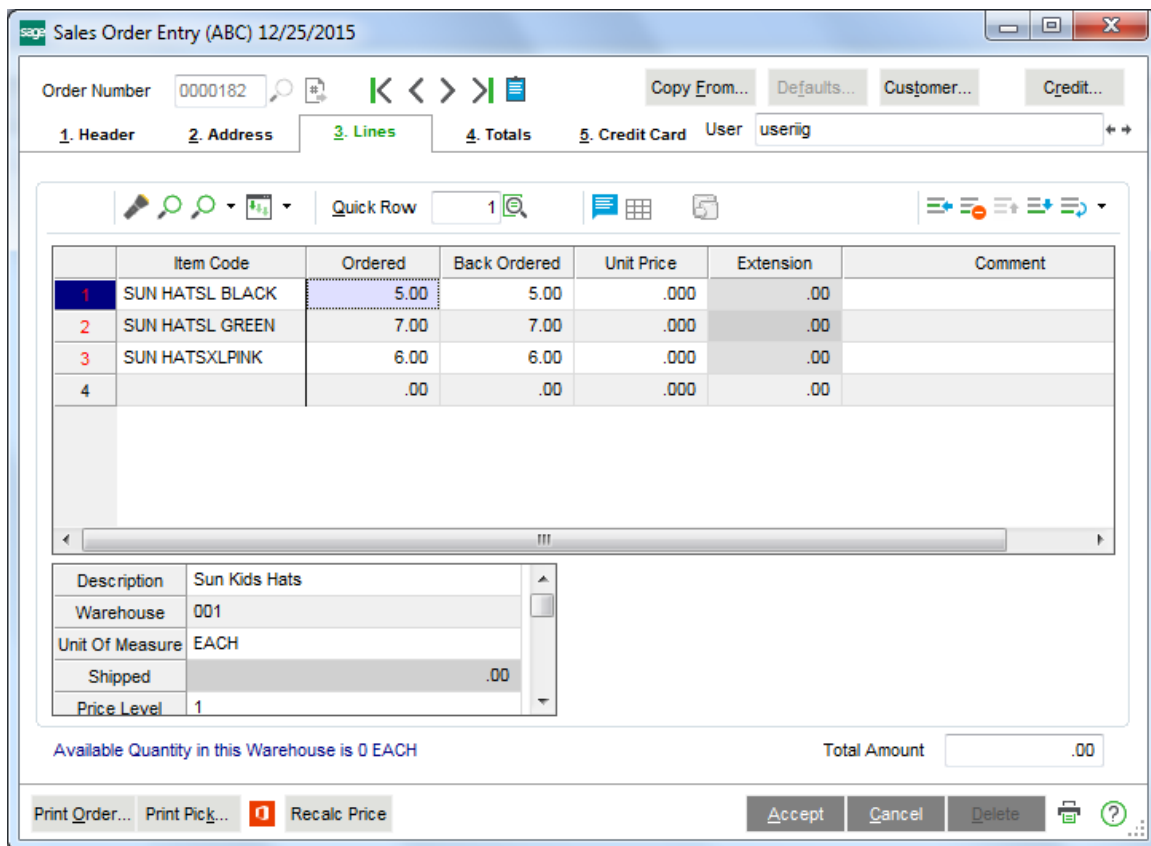 sage Sales Order Entry (ABC) 12/25/2015
Order Number 0000182 Copy From... Defaults... Customer... Credit...
1. Header 2. Address 3. Lines 4. Totals 5. Credit Card User useriig
Quick Row 1
Item Code Ordered Back Ordered Unit Price Extension Comment
1 SUN HATSL BLACK 5.00 5.00 .000 .00
2 SUN HATSL GREEN 7.00 7.00 .000 .00
3 SUN HATSXLPINK 6.00 6.00 .000 .00
4 .00 .00 .000 .00
Description Sun Kids Hats
Warehouse 001
Unit Of Measure EACH
Shipped .00
Price Level 1
Available Quantity in this Warehouse is 0 EACH Total Amount .00
Print Order... Print Pick... Recalc Price Accept Cancel Delete